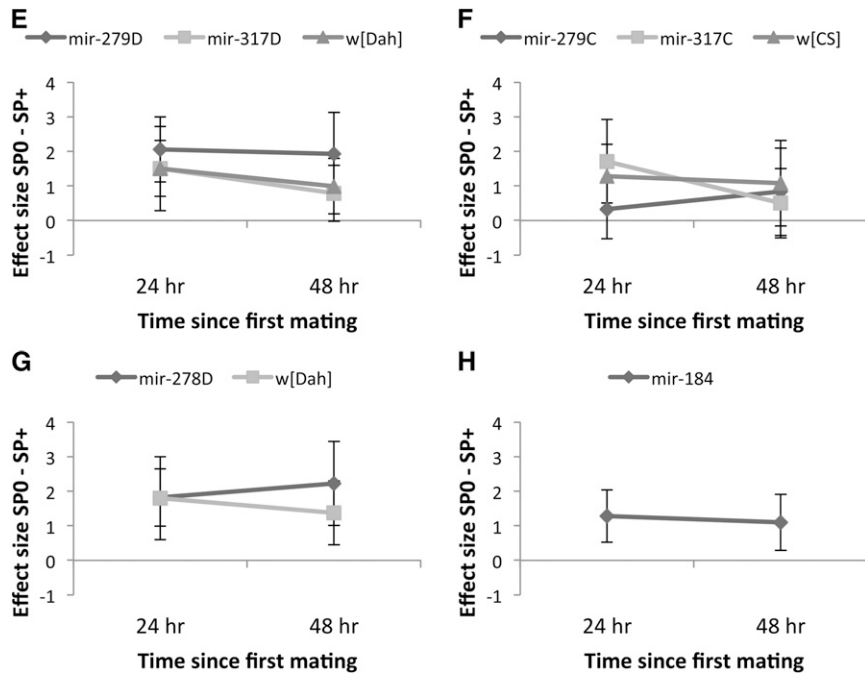 E
mir-279D mir-317D w[Dah]
Effect size SP0 - SP+
4
3
2
1
0
-1
24 hr 48 hr
Time since first mating
F
mir-279C mir-317C w[CS]
Effect size SP0 - SP+
4
3
2
1
0
-1
24 hr 48 hr
Time since first mating
G
mir-278D w[Dah]
Effect size SP0 - SP+
4
3
2
1
0
-1
24 hr 48 hr
Time since first mating
H
mir-184
Effect size SP0 - SP+
4
3
2
1
0
-1
24 hr 48 hr
Time since first mating